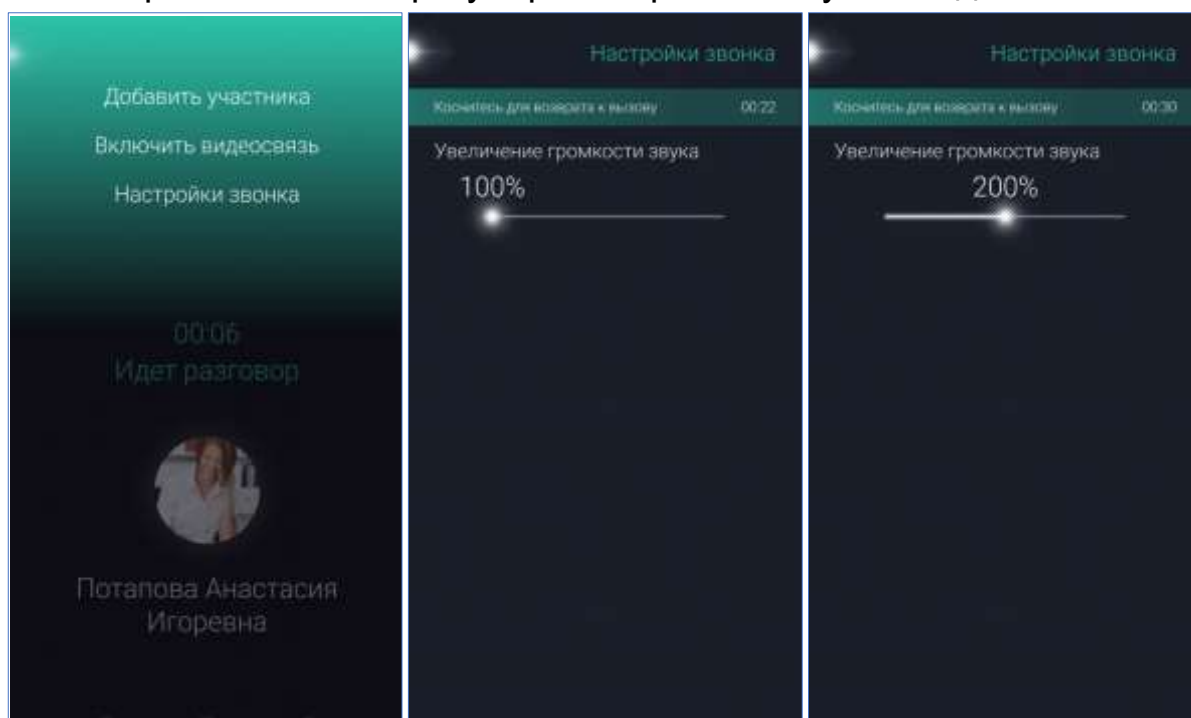 Добавить участника
Включить видеосвязь
Настройки звонка
00:06
Идет разговор
Потапова Анастасия
Игоревна
Настройки звонка
Коснитесь для возврата к вызову 00:22
Увеличение громкости звука
100%
Настройки звонка
Коснитесь для возврата к вызову 00:30
Увеличение громкости звука
200%